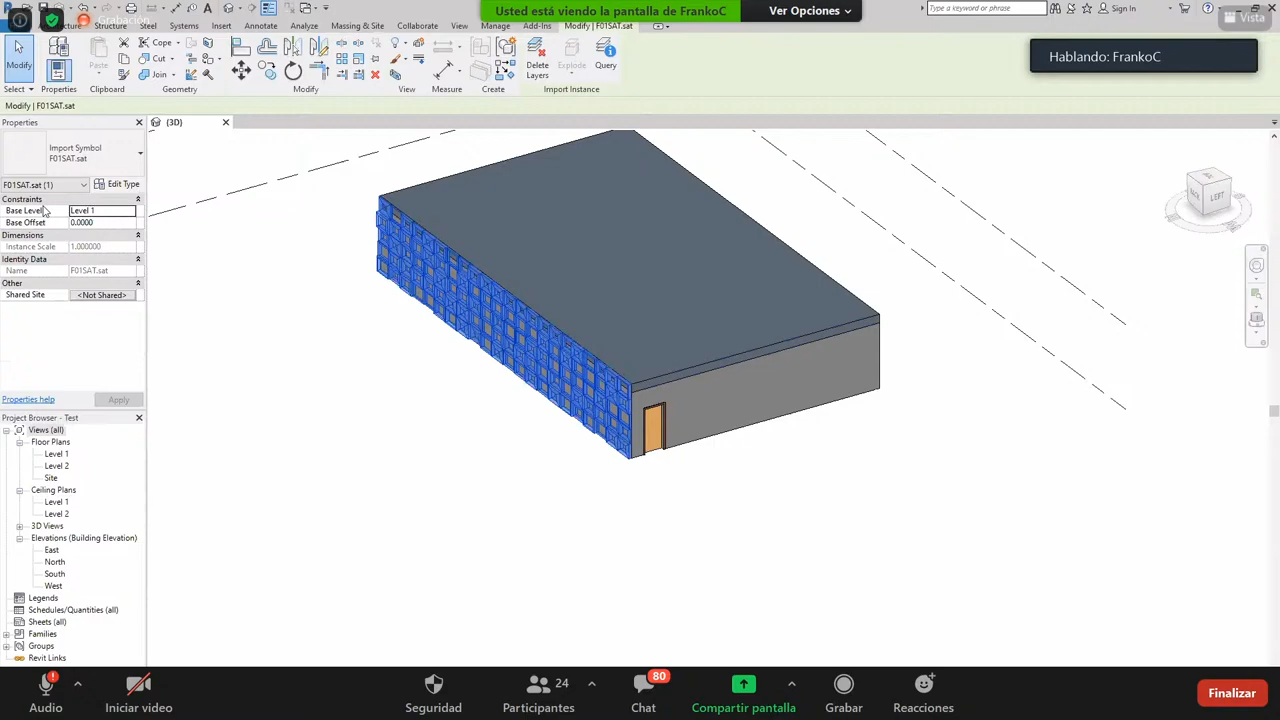 Usted está viendo la pantalla de FrankoC
Ver Opciones
Type a keyword or phrase
Sign In
Grabación
Vista
Structure
Steel
Systems
Insert
Annotate
Analyze
Massing & Site
Collaborate
View
Manage
Add-Ins
Modify | F01SAT.sat
Hablando: FrankoC
Modify
Paste
Cope
Cut
Join
Delete
Layers
Explode
Query
Select
Properties
Clipboard
Geometry
Modify
View
Measure
Create
Import Instance
Modify | F01SAT.sat
Properties
{3D}
Import Symbol
F01SAT.sat
F01SAT.sat (1)
Edit Type
Constraints
Base Level
Level 1
Base Offset
0.0000
Dimensions
Instance Scale
1.000000
Identity Data
Name
F01SAT.sat
Other
Shared Site
<Not Shared>
BACK
LEFT
Properties help
Apply
Project Browser - Test
Views (all)
Floor Plans
Level 1
Level 2
Site
Ceiling Plans
Level 1
Level 2
3D Views
Elevations (Building Elevation)
East
North
South
West
Legends
Schedules/Quantities (all)
Sheets (all)
Families
Groups
Revit Links
24
80
Audio
Iniciar video
Seguridad
Participantes
Chat
Compartir pantalla
Grabar
Reacciones
Finalizar